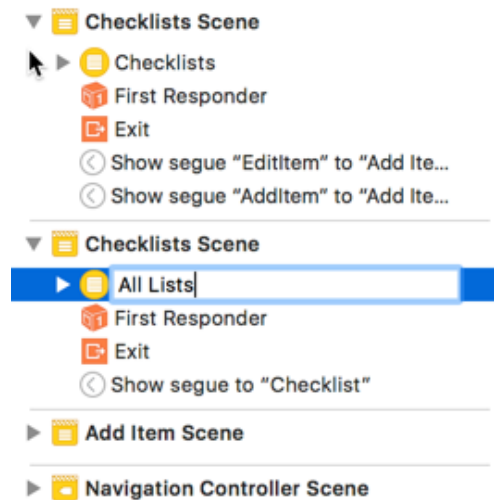 Checklists Scene
Checklists
First Responder
Exit
Show segue “EditItem” to “Add Ite...
Show segue “AddItem” to “Add Ite...
Checklists Scene
All Lists
First Responder
Exit
Show segue to “Checklist”
Add Item Scene
Navigation Controller Scene